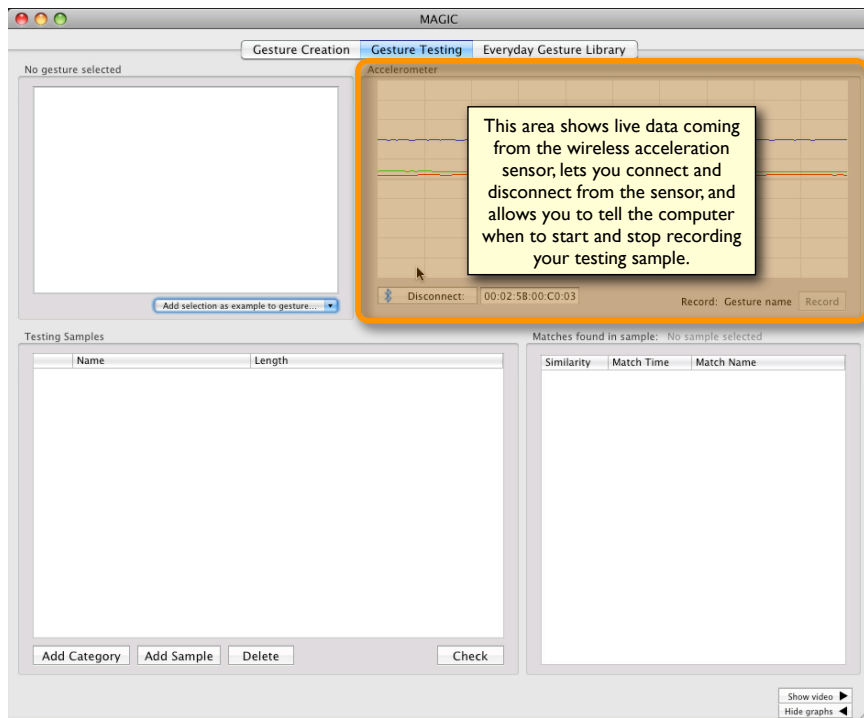 MAGIC
Gesture Creation Gesture Testing Everyday Gesture Library
No gesture selected
Accelerometer
This area shows live data coming
from the wireless acceleration
sensor, lets you connect and
disconnect from the sensor, and
allows you to tell the computer
when to start and stop recording
your testing sample.
Add selection as example to gesture...
Disconnect: 00:02:5B:00:C0:03
Record: Gesture name Record
Testing Samples
Name Length
Add Category Add Sample Delete Check
Matches found in sample: No sample selected
Similarity Match Time Match Name
Show video
Hide graphs